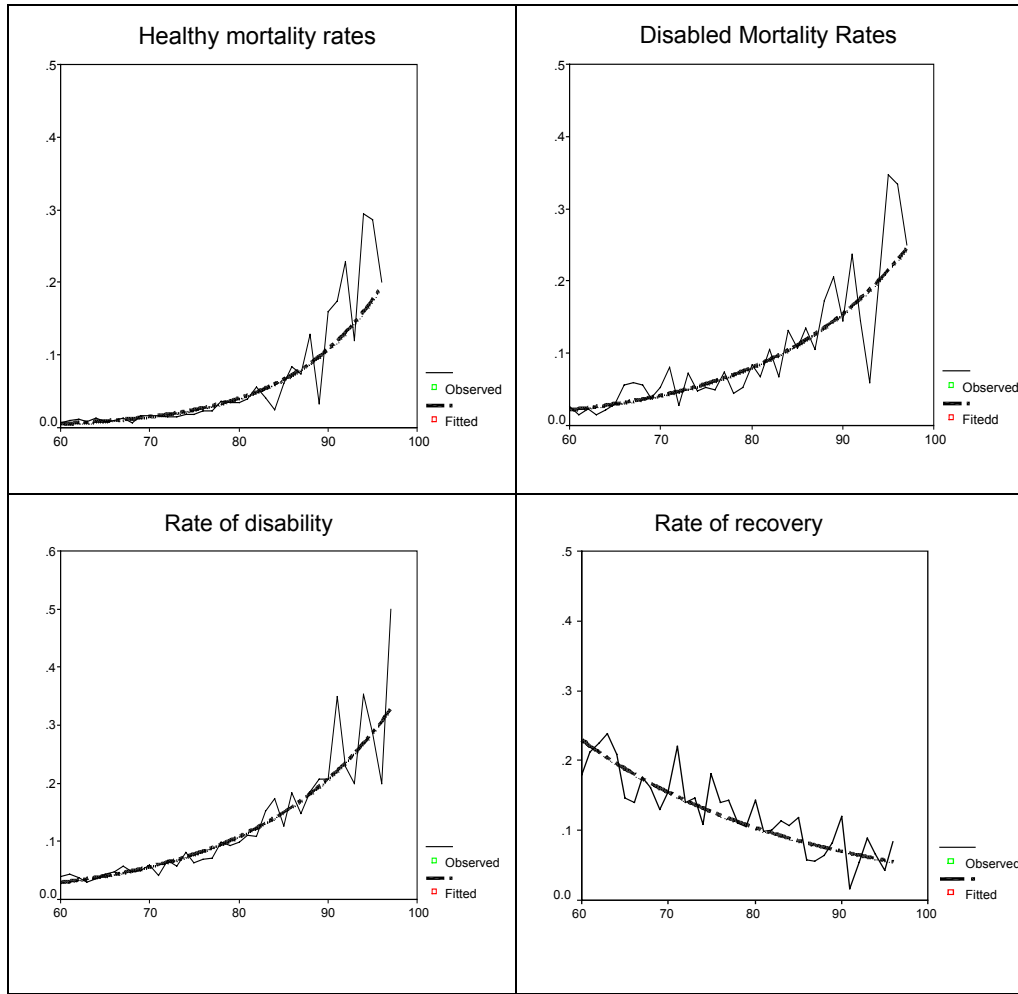 Healthy mortality rates
.5
.4
.3
.2
.1
0.0
60 70 80 90 100
Observed
Fitted
Disabled Mortality Rates
.5
.4
.3
.2
.1
0.0
60 70 80 90 100
Observed
Fitedd
Rate of disability
.6
.5
.4
.3
.2
.1
0.0
60 70 80 90 100
Observed
Fitted
Rate of recovery
.5
.4
.3
.2
.1
0.0
60 70 80 90 100
Observed
Fitted